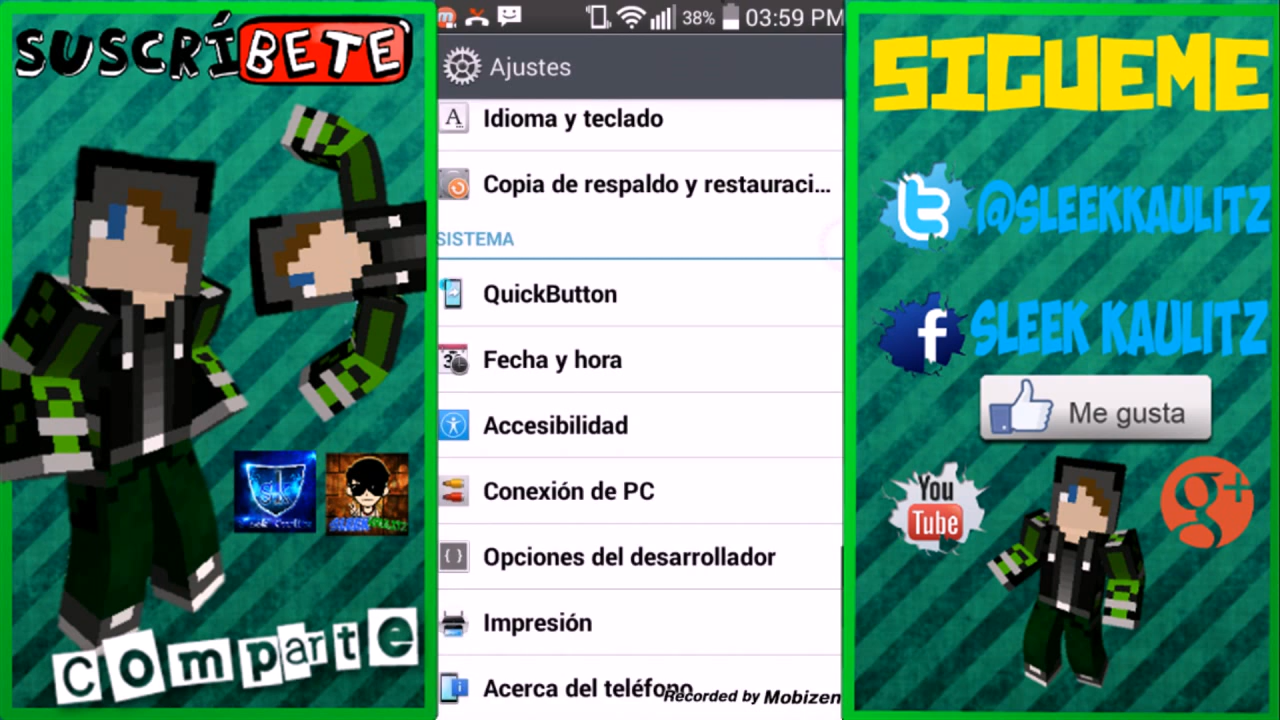 SUSCRÍBETE
Comparte
38% 03:59 PM
Ajustes
Idioma y teclado
Copia de respaldo y restauraci...
SISTEMA
QuickButton
Fecha y hora
Accesibilidad
Conexión de PC
Opciones del desarrollador
Impresión
Acerca del teléfono
Recorded by Mobizen
SIGUEME
@SLEEKKAULITZ
SLEEK KAULITZ
Me gusta
You
Tube
g+